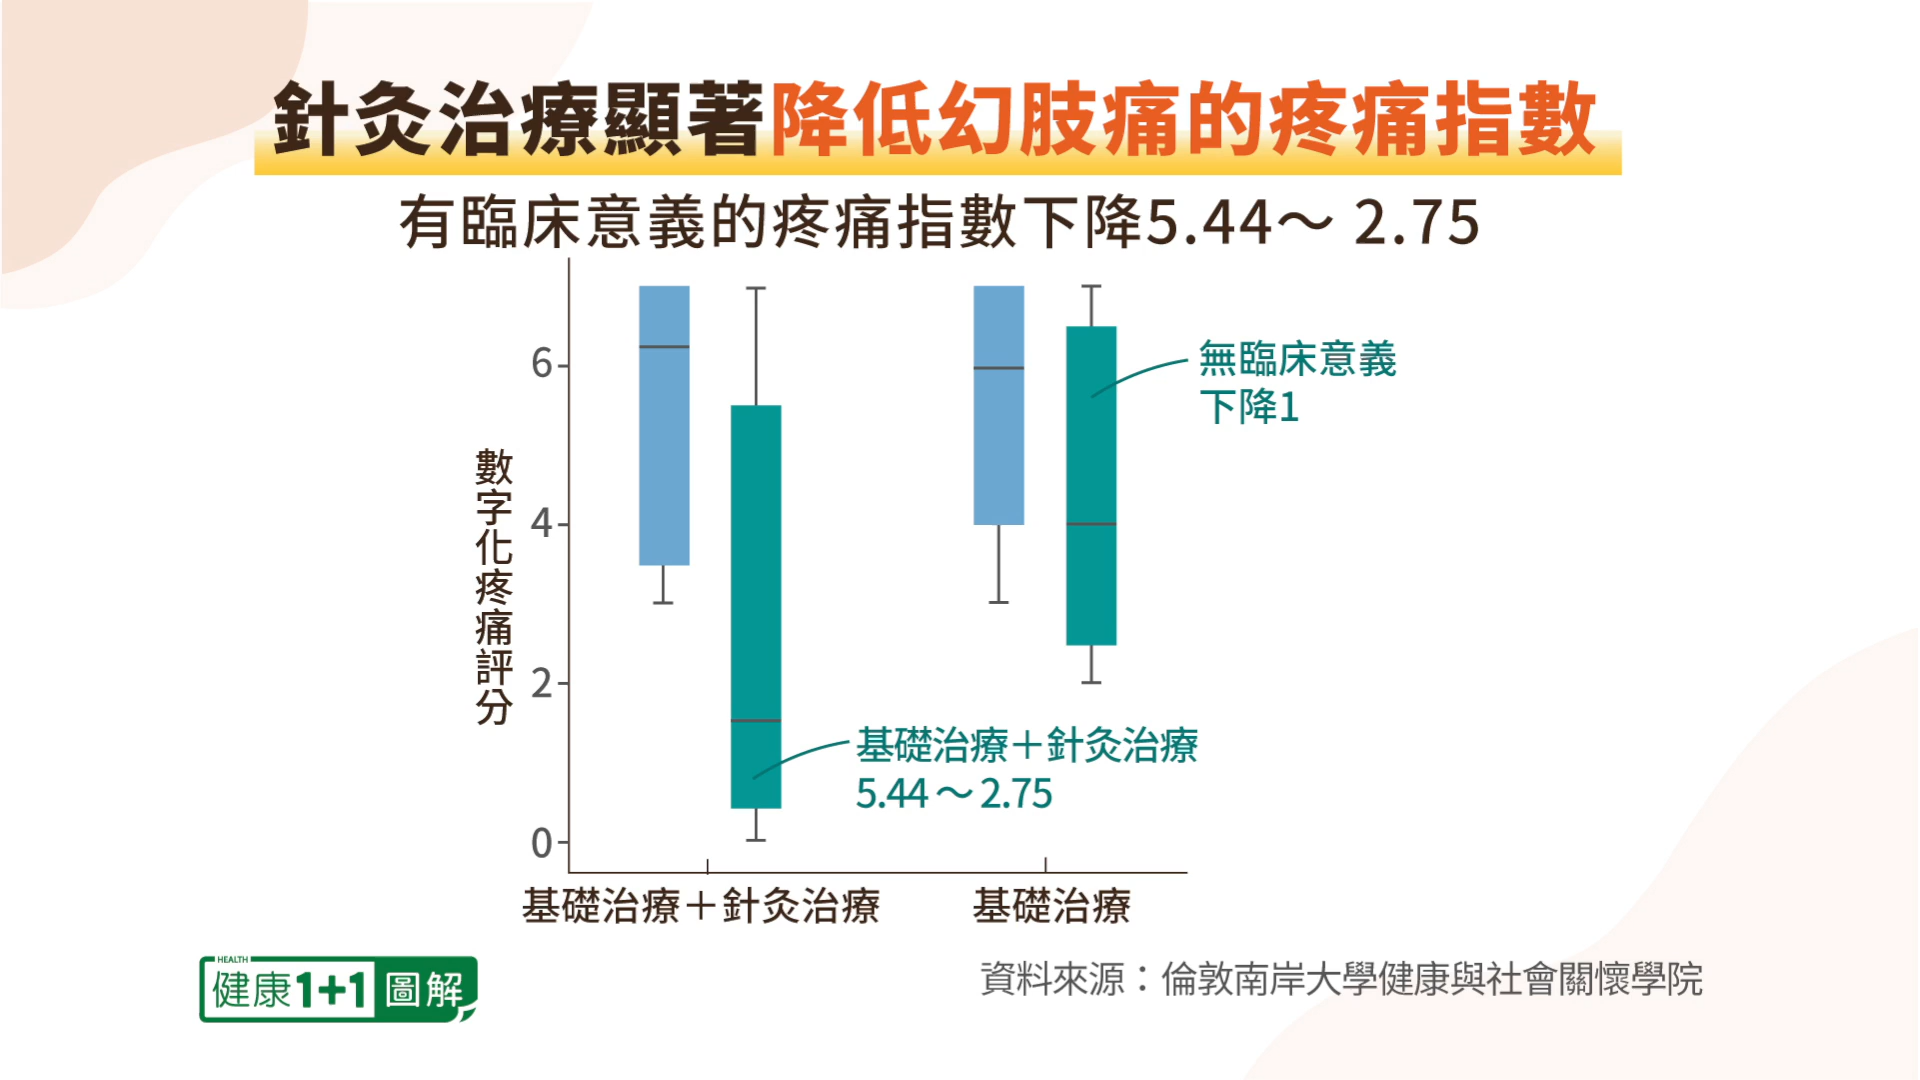 針灸治療顯著降低幻肢痛的疼痛指數
有臨床意義的疼痛指數下降5.44～ 2.75
數字化疼痛評分
6
4
2
0
無臨床意義
下降1
基礎治療＋針灸治療
5.44～2.75
基礎治療＋針灸治療
基礎治療
HEALTH
健康1+1圖解
資料來源：倫敦南岸大學健康與社會關懷學院